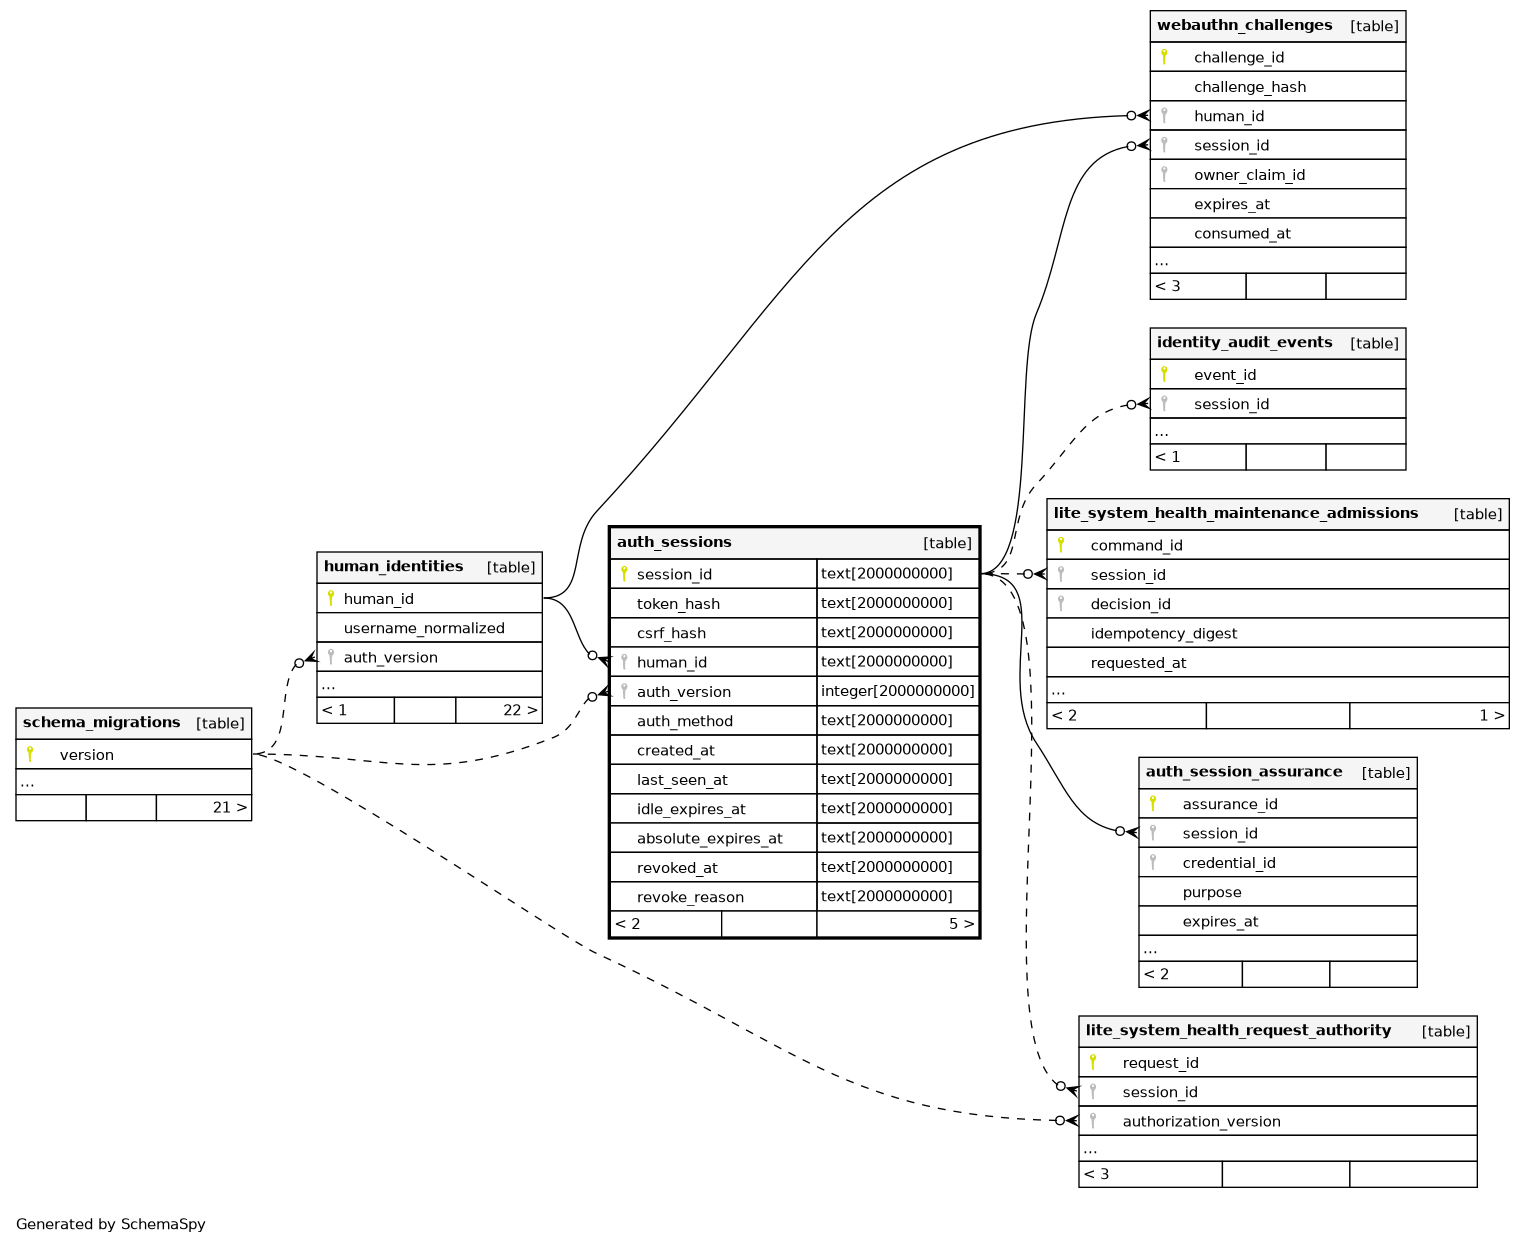 webauthn_challenges [table]
challenge_id
challenge_hash
human_id
session_id
owner_claim_id
expires_at
consumed_at
...
< 3
identity_audit_events [table]
event_id
session_id
...
< 1
lite_system_health_maintenance_admissions [table]
command_id
session_id
decision_id
idempotency_digest
requested_at
...
< 2 1 >
auth_sessions [table]
session_id text[2000000000]
token_hash text[2000000000]
csrf_hash text[2000000000]
human_id text[2000000000]
auth_version integer[2000000000]
auth_method text[2000000000]
created_at text[2000000000]
last_seen_at text[2000000000]
idle_expires_at text[2000000000]
absolute_expires_at text[2000000000]
revoked_at text[2000000000]
revoke_reason text[2000000000]
< 2 5 >
human_identities [table]
human_id
username_normalized
auth_version
...
< 1 22 >
schema_migrations [table]
version
...
21 >
auth_session_assurance [table]
assurance_id
session_id
credential_id
purpose
expires_at
...
< 2
lite_system_health_request_authority [table]
request_id
session_id
authorization_version
...
< 3
Generated by SchemaSpy